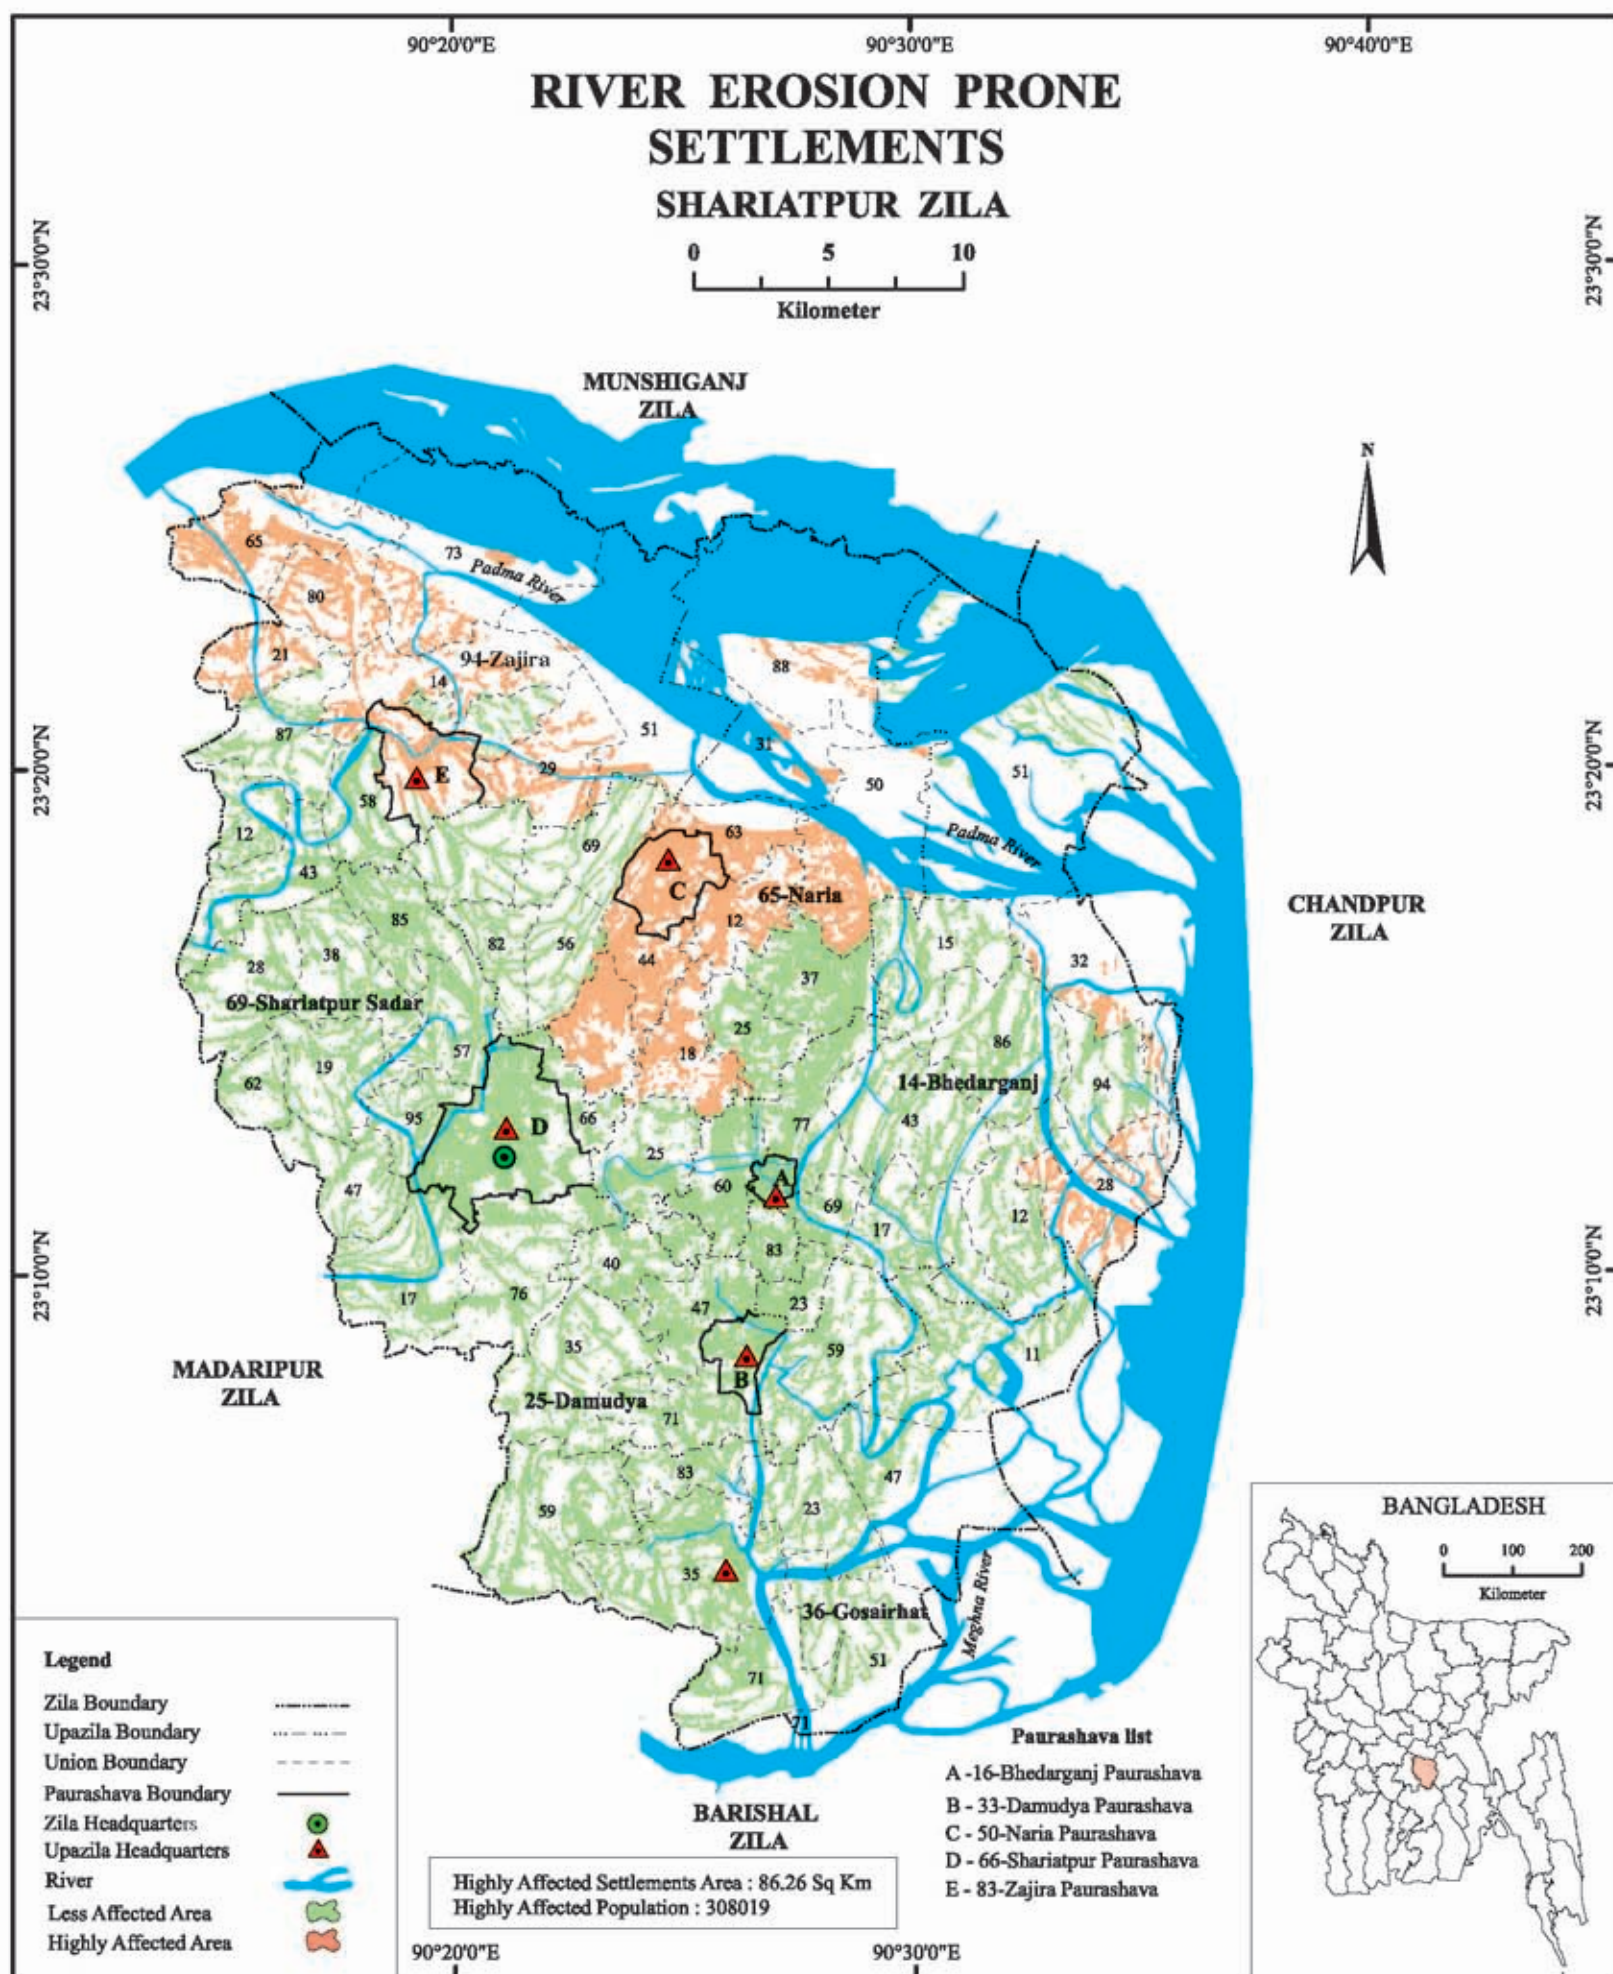 90°20'0"E
90°30'0"E
90°40'0"E
RIVER EROSION PRONE
SETTLEMENTS
SHARIATPUR ZILA
0 5 10
Kilometer
23°30'0"N
23°30'0"N
MUNSHIGANJ
ZILA
N
65
73
Padma River
80
21
94-Zajira
88
14
51
31
87
23°20'0"N
23°20'0"N
E
29
50
51
58
12
69
63
Padma River
43
C
65-Naria
CHANDPUR
ZILA
85
12
82
56
15
38
44
32
28
37
69-Shariatpur Sadar
25
86
57
18
19
62
14-Bhedarganj
94
95
D
66
77
43
25
47
60
A
69
28
17
12
83
40
23°10'0"N
23°10'0"N
17
76
47
23
35
59
11
MADARIPUR
ZILA
B
25-Damudya
71
83
47
59
23
35
36-Gosairhat
Meghna River
51
71
71
BARISHAL
ZILA
Legend
Zila Boundary
Upazila Boundary
Union Boundary
Paurashava Boundary
Zila Headquarters
Upazila Headquarters
River
Less Affected Area
Highly Affected Area
Highly Affected Settlements Area : 86.26 Sq Km
Highly Affected Population : 308019
Paurashava list
A -16-Bhedarganj Paurashava
B - 33-Damudya Paurashava
C - 50-Naria Paurashava
D - 66-Shariatpur Paurashava
E - 83-Zajira Paurashava
BANGLADESH
0 100 200
Kilometer
90°20'0"E
90°30'0"E